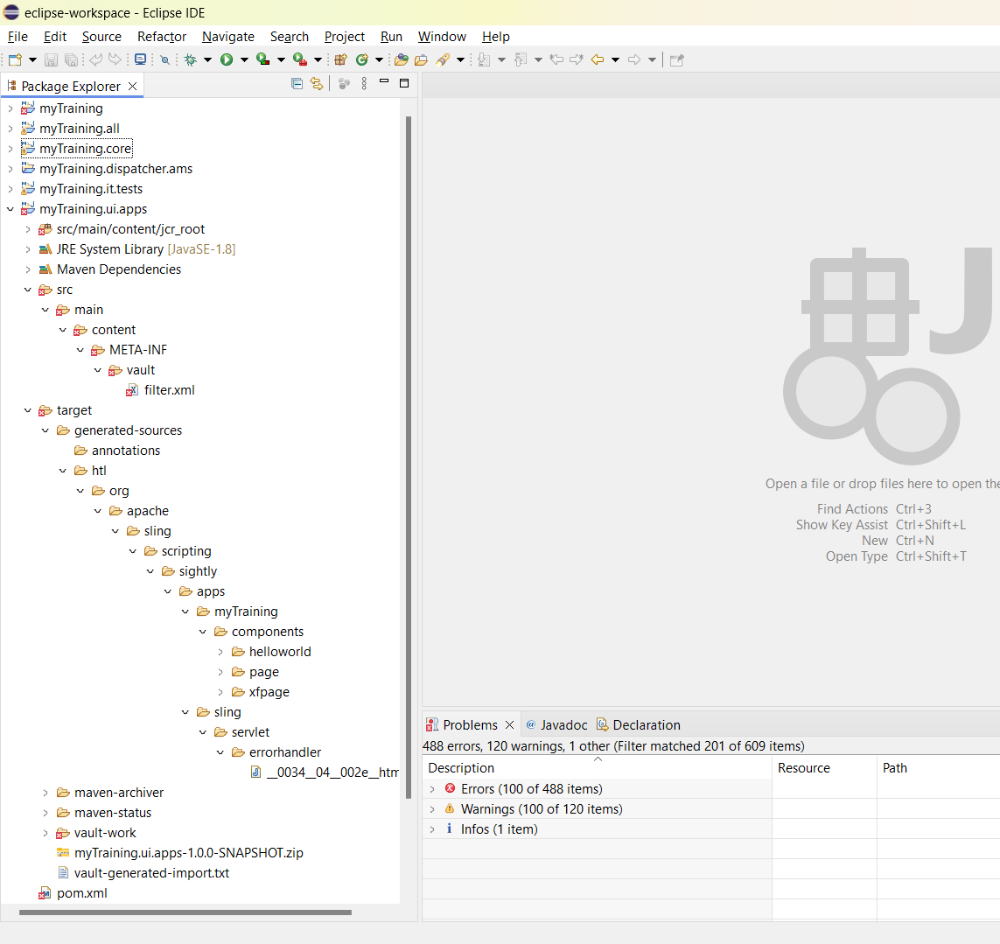 eclipse-workspace - Eclipse IDE
File Edit Source Refactor Navigate Search Project Run Window Help
Package Explorer
myTraining
myTraining.all
myTraining.core
myTraining.dispatcher.ams
myTraining.it.tests
myTraining.ui.apps
src/main/content/jcr_root
JRE System Library [JavaSE-1.8]
Maven Dependencies
src
main
content
META-INF
vault
filter.xml
target
generated-sources
annotations
htl
org
apache
sling
scripting
sightly
apps
myTraining
components
helloworld
page
xfpage
sling
servlet
errorhandler
__0034__04__002e__htm
maven-archiver
maven-status
vault-work
myTraining.ui.apps-1.0.0-SNAPSHOT.zip
vault-generated-import.txt
pom.xml
J
Open a file or drop files here to open the
Find Actions Ctrl+3
Show Key Assist Ctrl+Shift+L
New Ctrl+N
Open Type Ctrl+Shift+T
Problems @ Javadoc Declaration
488 errors, 120 warnings, 1 other (Filter matched 201 of 609 items)
Description Resource Path
Errors (100 of 488 items)
Warnings (100 of 120 items)
Infos (1 item)